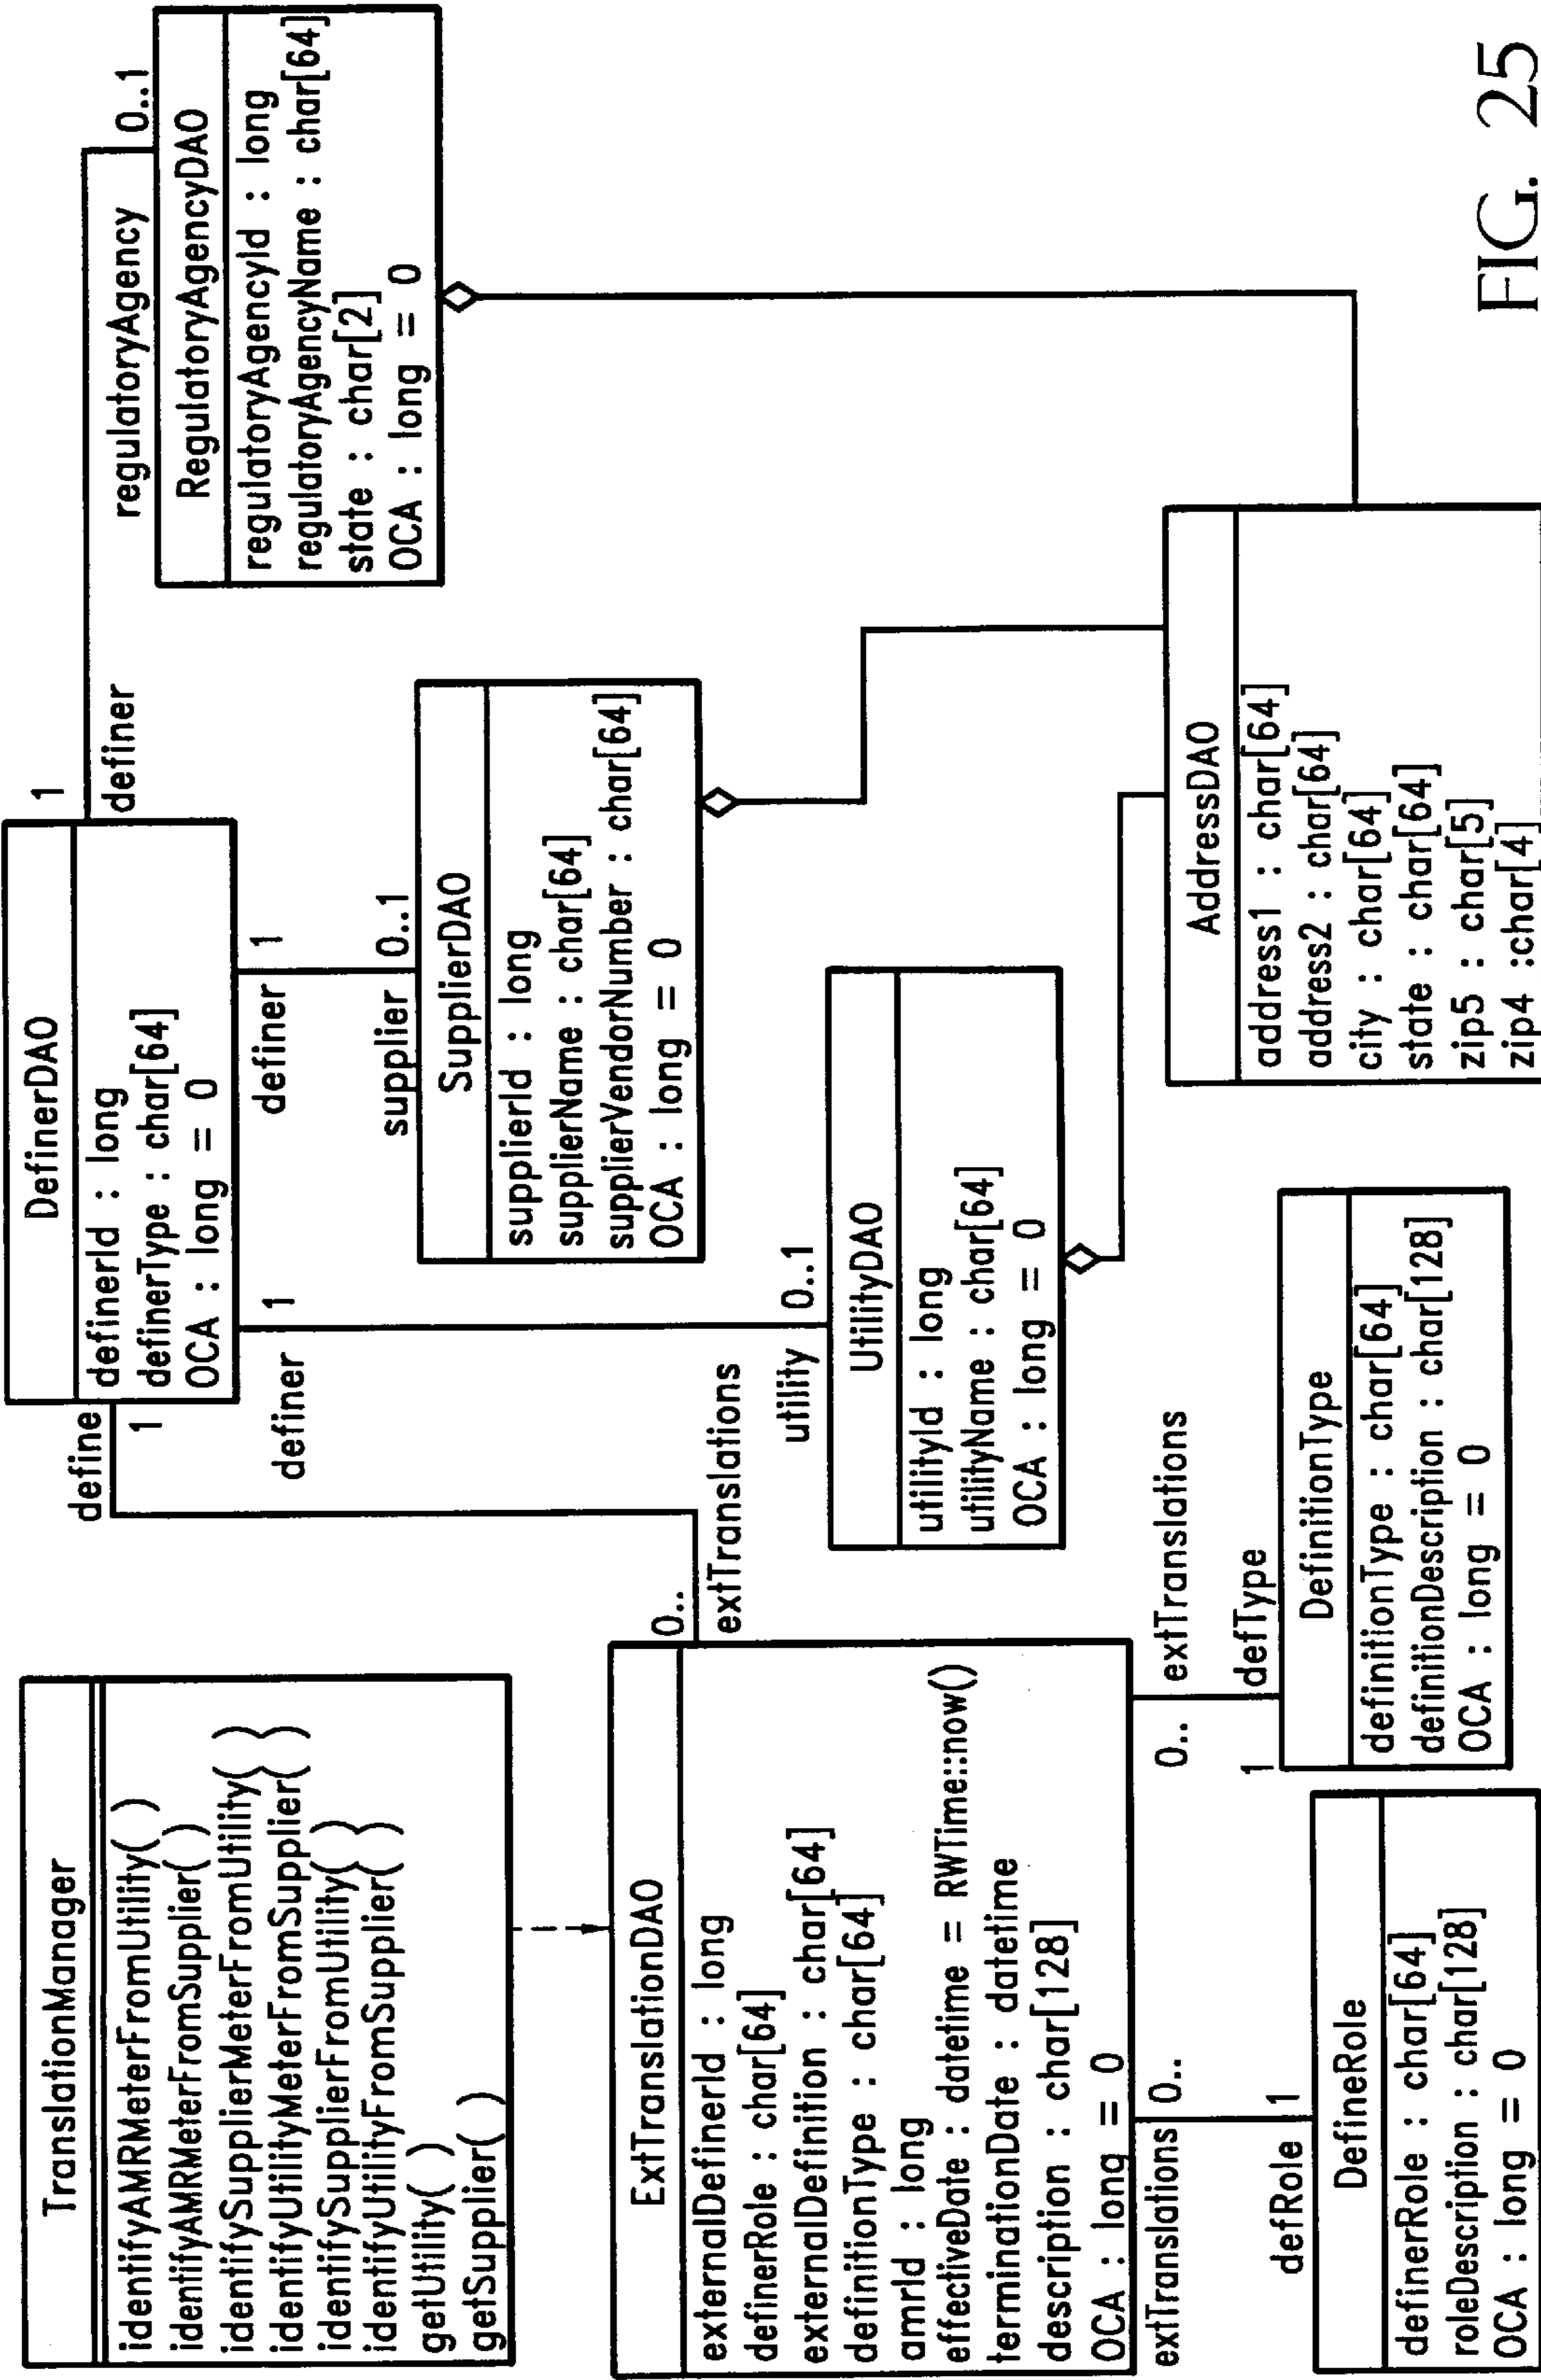 TranslationManager
identifyAMRMeterFromUtility( )
identifyAMRMeterFromSupplier( )
identifySupplierMeterFromUtility( )
identifyUtilityMeterFromSupplier( )
identifySupplierFromUtility( )
identifyUtilityFromSupplier( )
getUtility( )
getSupplier( )
define
1
DefinerDAO
definerId : long
definerType : char[64]
OCA : long = 0
1
definer
regulatoryAgency
0..1
RegulatoryAgencyDAO
regulatoryAgencyId : long
regulatoryAgencyName : char[64]
state : char[2]
OCA : long = 0
definer
1
definer
1
supplier
0..1
SupplierDAO
supplierId : long
supplierName : char[64]
supplierVendorNumber : char[64]
OCA : long = 0
0..
extTranslations
ExtTranslationDAO
externalDefinerId : long
definerRole : char[64]
externalDefinition : char[64]
definitionType : char[64]
amrId : long
effectiveDate : datetime = RWTime::now()
terminationDate : datetime
description : char[128]
OCA : long = 0
utility
0..1
UtilityDAO
utilityId : long
utilityName : char[64]
OCA : long = 0
extTranslations
0..
defRole
1
DefineRole
definerRole : char[64]
roleDescription : char[128]
OCA : long = 0
0..
extTranslations
1
defType
DefinitionType
definitionType : char[64]
definitionDescription : char[128]
OCA : long = 0
AddressDAO
address1 : char[64]
address2 : char[64]
city : char[64]
state : char[64]
zip5 : char[5]
zip4 :char[4]
FIG. 25